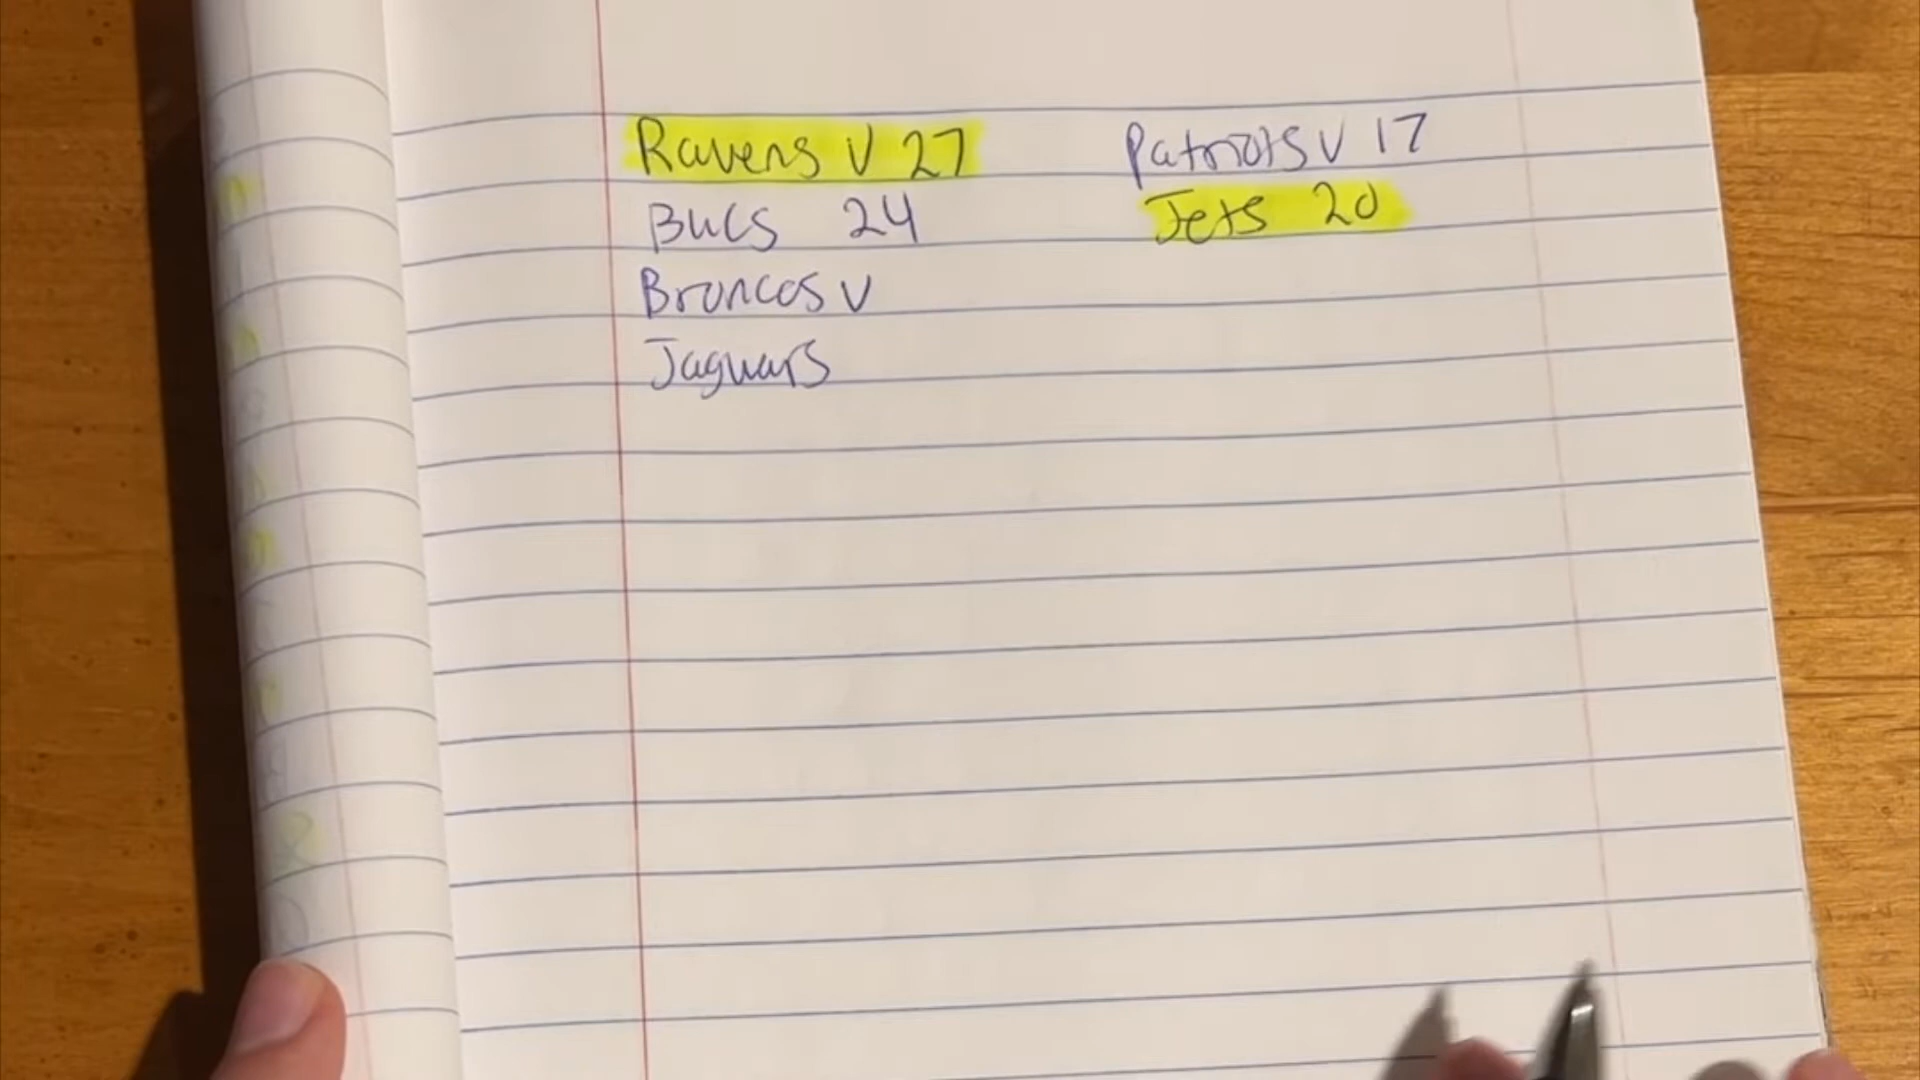 Ravens v 27
Bucs 24
Broncos v
Jaguars
Patriots v 17
Jets 20